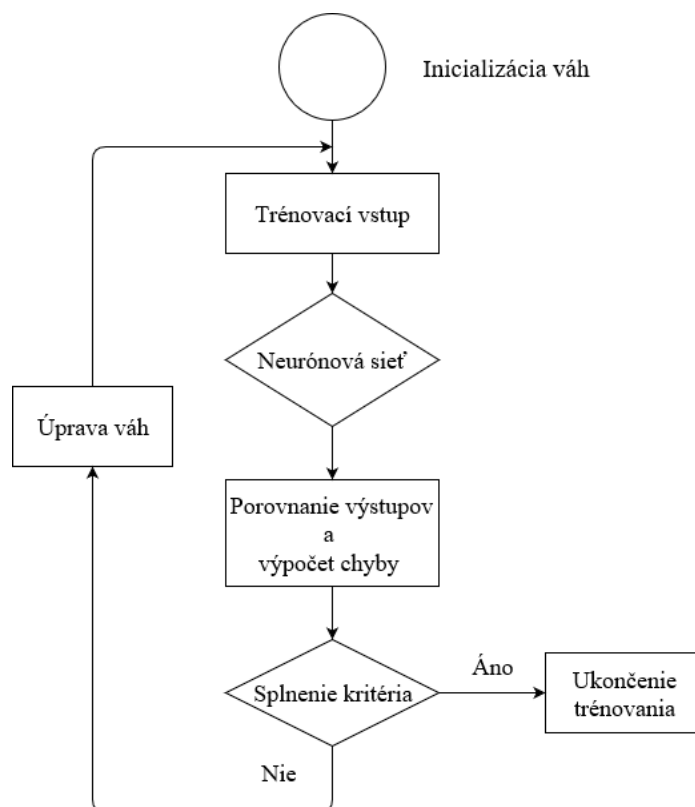 Inicializácia váh
Trénovací vstup
Neurónová sieť
Úprava váh
Porovnanie výstupov
a
výpočet chyby
Splnenie kritéria
Áno
Ukončenie
trénovania
Nie